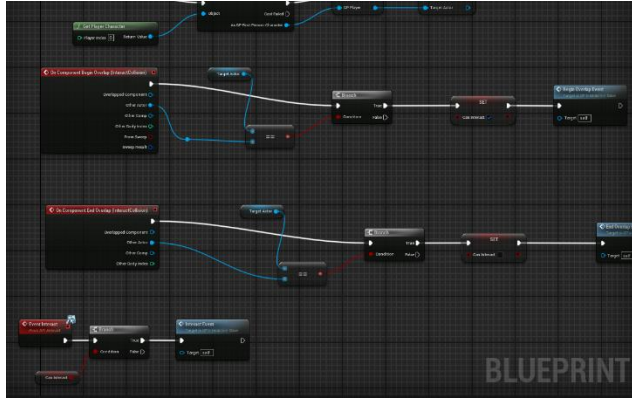 Get Player Character
Player Index
Return Value
Object
Cast Failed
As BP First Person Character
BP Player
Target Actor
On Component Begin Overlap (InteractCollision)
Overlapped Component
Other Actor
Other Comp
Other Body Index
From Sweep
Sweep Result
Target Actor
==
Branch
Condition
True
False
SET
Can Interact
Begin Overlap Event
Target self
On Component End Overlap (InteractCollision)
Overlapped Component
Other Actor
Other Comp
Other Body Index
Target Actor
==
Branch
Condition
True
False
SET
Can Interact
End Overlap
Target self
Event Interact
Branch
Condition
True
False
Interact Event
Target self
Can Interact
BLUEPRINT